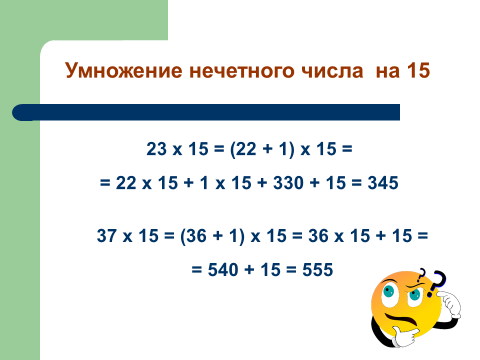 Умножение нечетного числа на 15
23 х 15 = (22 + 1) х 15 =
= 22 х 15 + 1 х 15 + 330 + 15 = 345
37 х 15 = (36 + 1) х 15 = 36 х 15 + 15 =
= 540 + 15 = 555
???